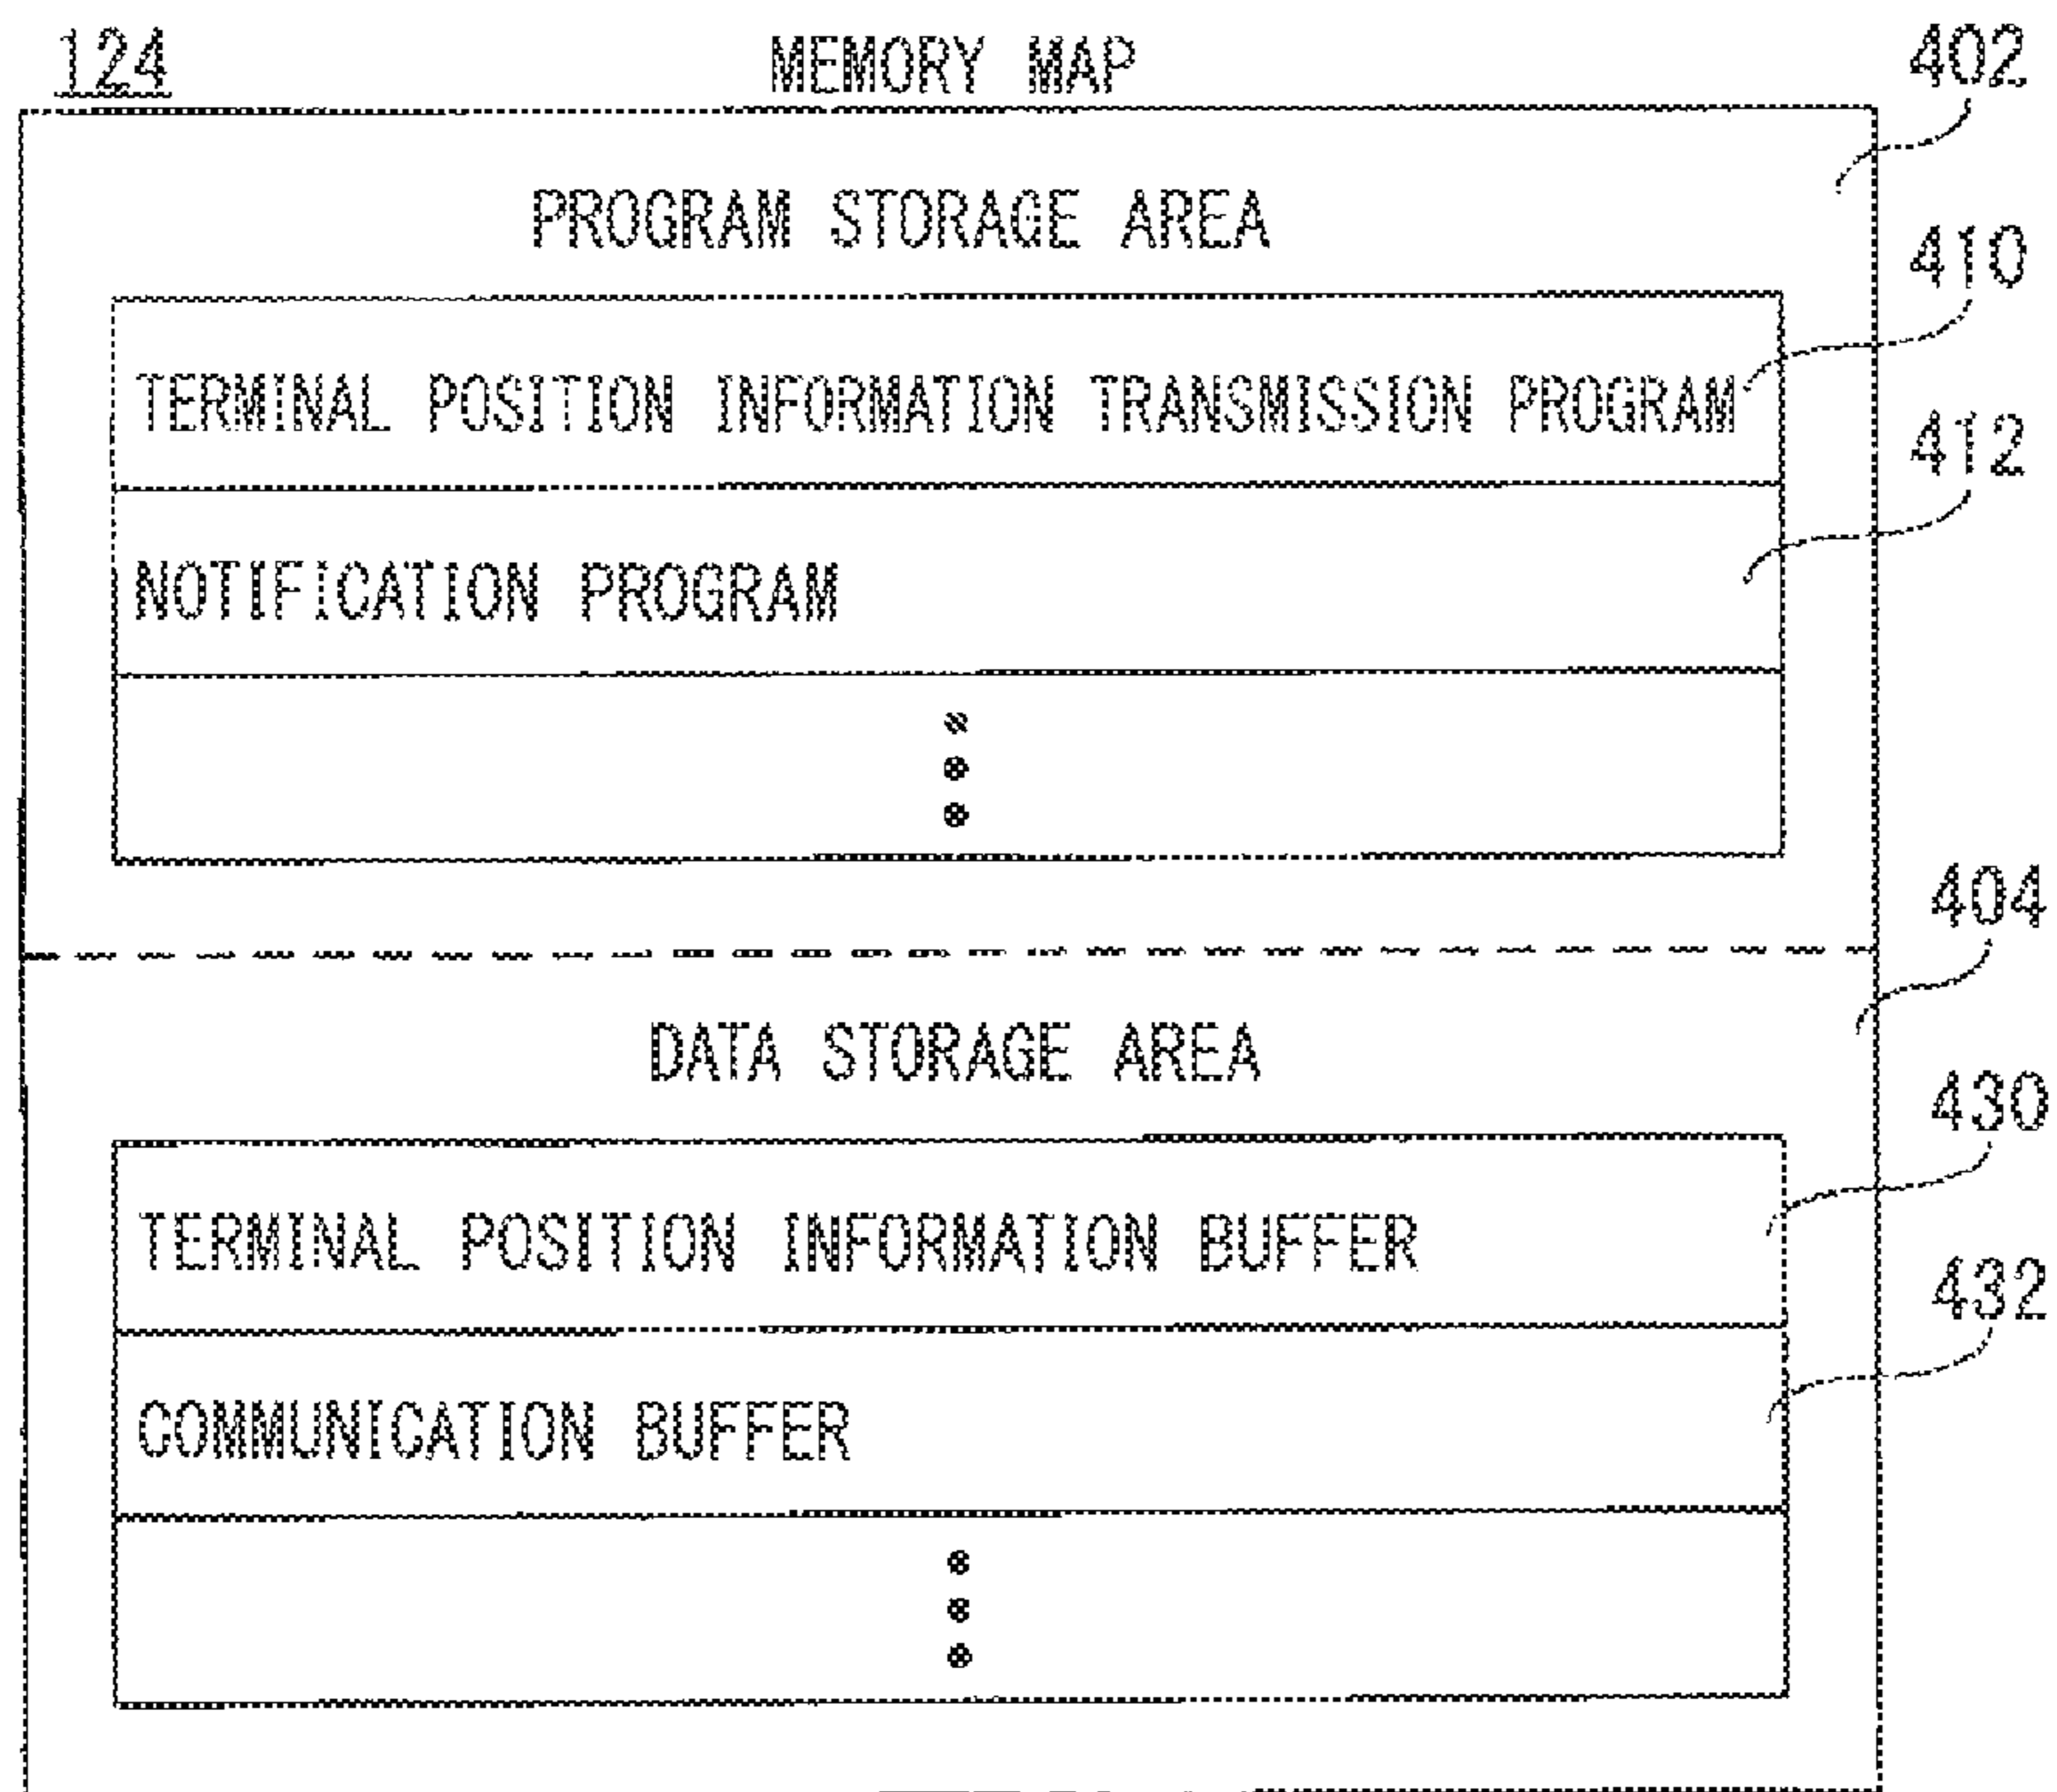 124 MEMORY MAP 402
PROGRAM STORAGE AREA
410
TERMINAL POSITION INFORMATION TRANSMISSION PROGRAM
412
NOTIFICATION PROGRAM
404
DATA STORAGE AREA
430
TERMINAL POSITION INFORMATION BUFFER
432
COMMUNICATION BUFFER